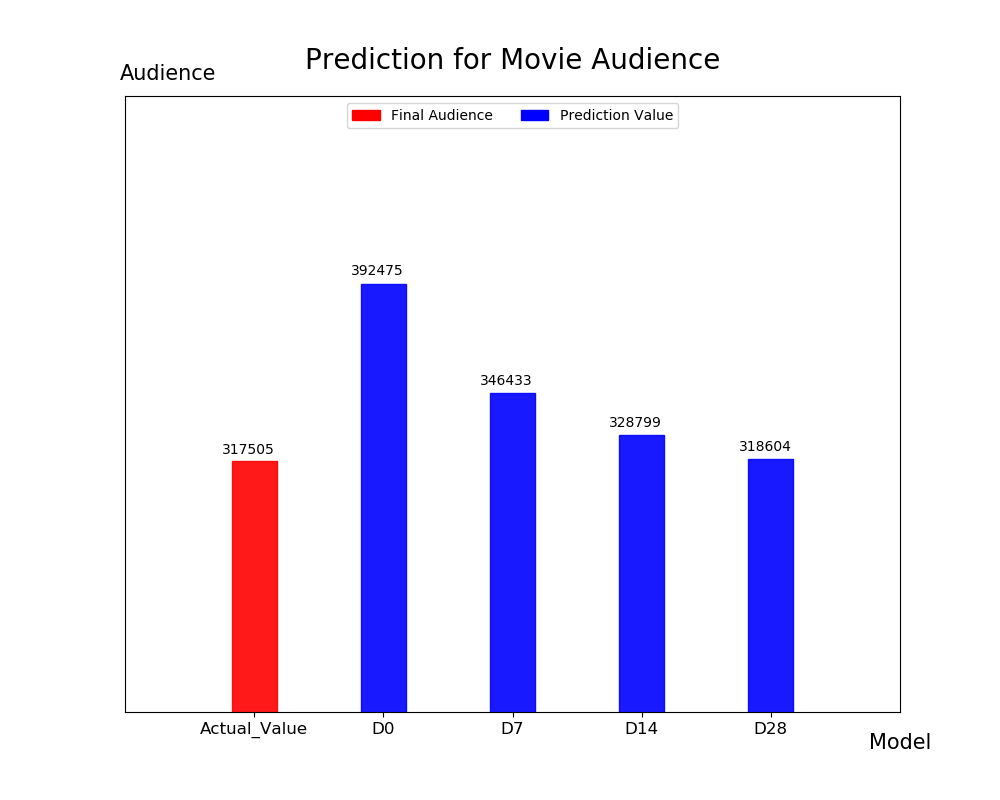 Prediction for Movie Audience
Audience
Final Audience
Prediction Value
392475
346433
328799
318604
317505
Actual_Value
D0
D7
D14
D28
Model